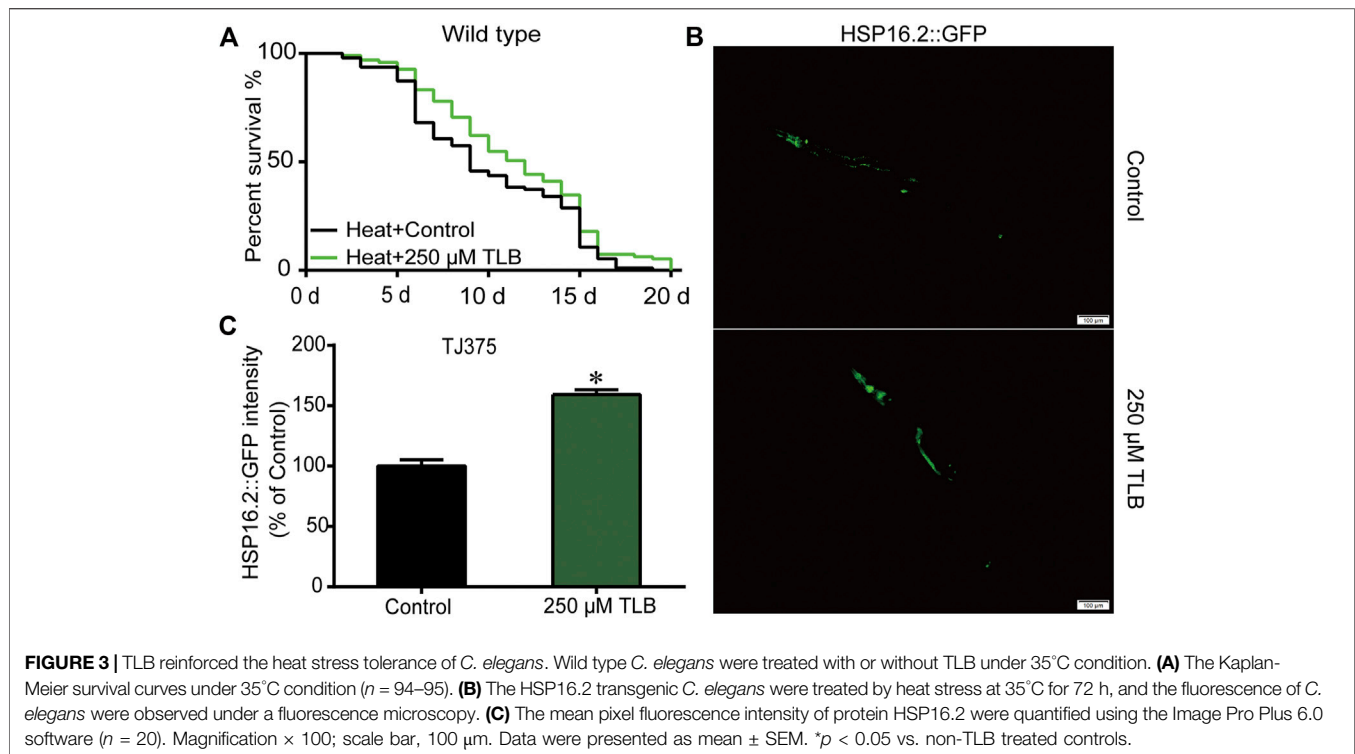 A
Wild type
Percent survival %
100
50
0
Heat+Control
Heat+250 µM TLB
0 d
5 d
10 d
15 d
20 d
B
HSP16.2::GFP
Control
100 µm
250 µM TLB
100 µm
C
TJ375
HSP16.2::GFP intensity
(% of Control)
200
150
100
50
0
*
Control
250 µM TLB
FIGURE 3 | TLB reinforced the heat stress tolerance of C. elegans. Wild type C. elegans were treated with or without TLB under 35°C condition. (A) The Kaplan-
Meier survival curves under 35°C condition (n = 94–95). (B) The HSP16.2 transgenic C. elegans were treated by heat stress at 35°C for 72 h, and the fluorescence of C.
elegans were observed under a fluorescence microscopy. (C) The mean pixel fluorescence intensity of protein HSP16.2 were quantified using the Image Pro Plus 6.0
software (n = 20). Magnification × 100; scale bar, 100 μm. Data were presented as mean ± SEM. *p < 0.05 vs. non-TLB treated controls.